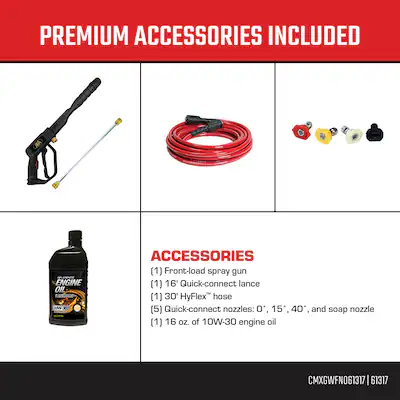 PREMIUM ACCESSORIES INCLUDED
ENGINE
OIL
ACCESSORIES
(1) Front-load spray gun
(1) 16' Quick-connect lance
(1) 30' HyFlex™ hose
(5) Quick-connect nozzles: 0˚, 15˚, 40˚, and soap nozzle
(1) 16 oz. of 10W-30 engine oil
CMXGWFN061317 | 61317